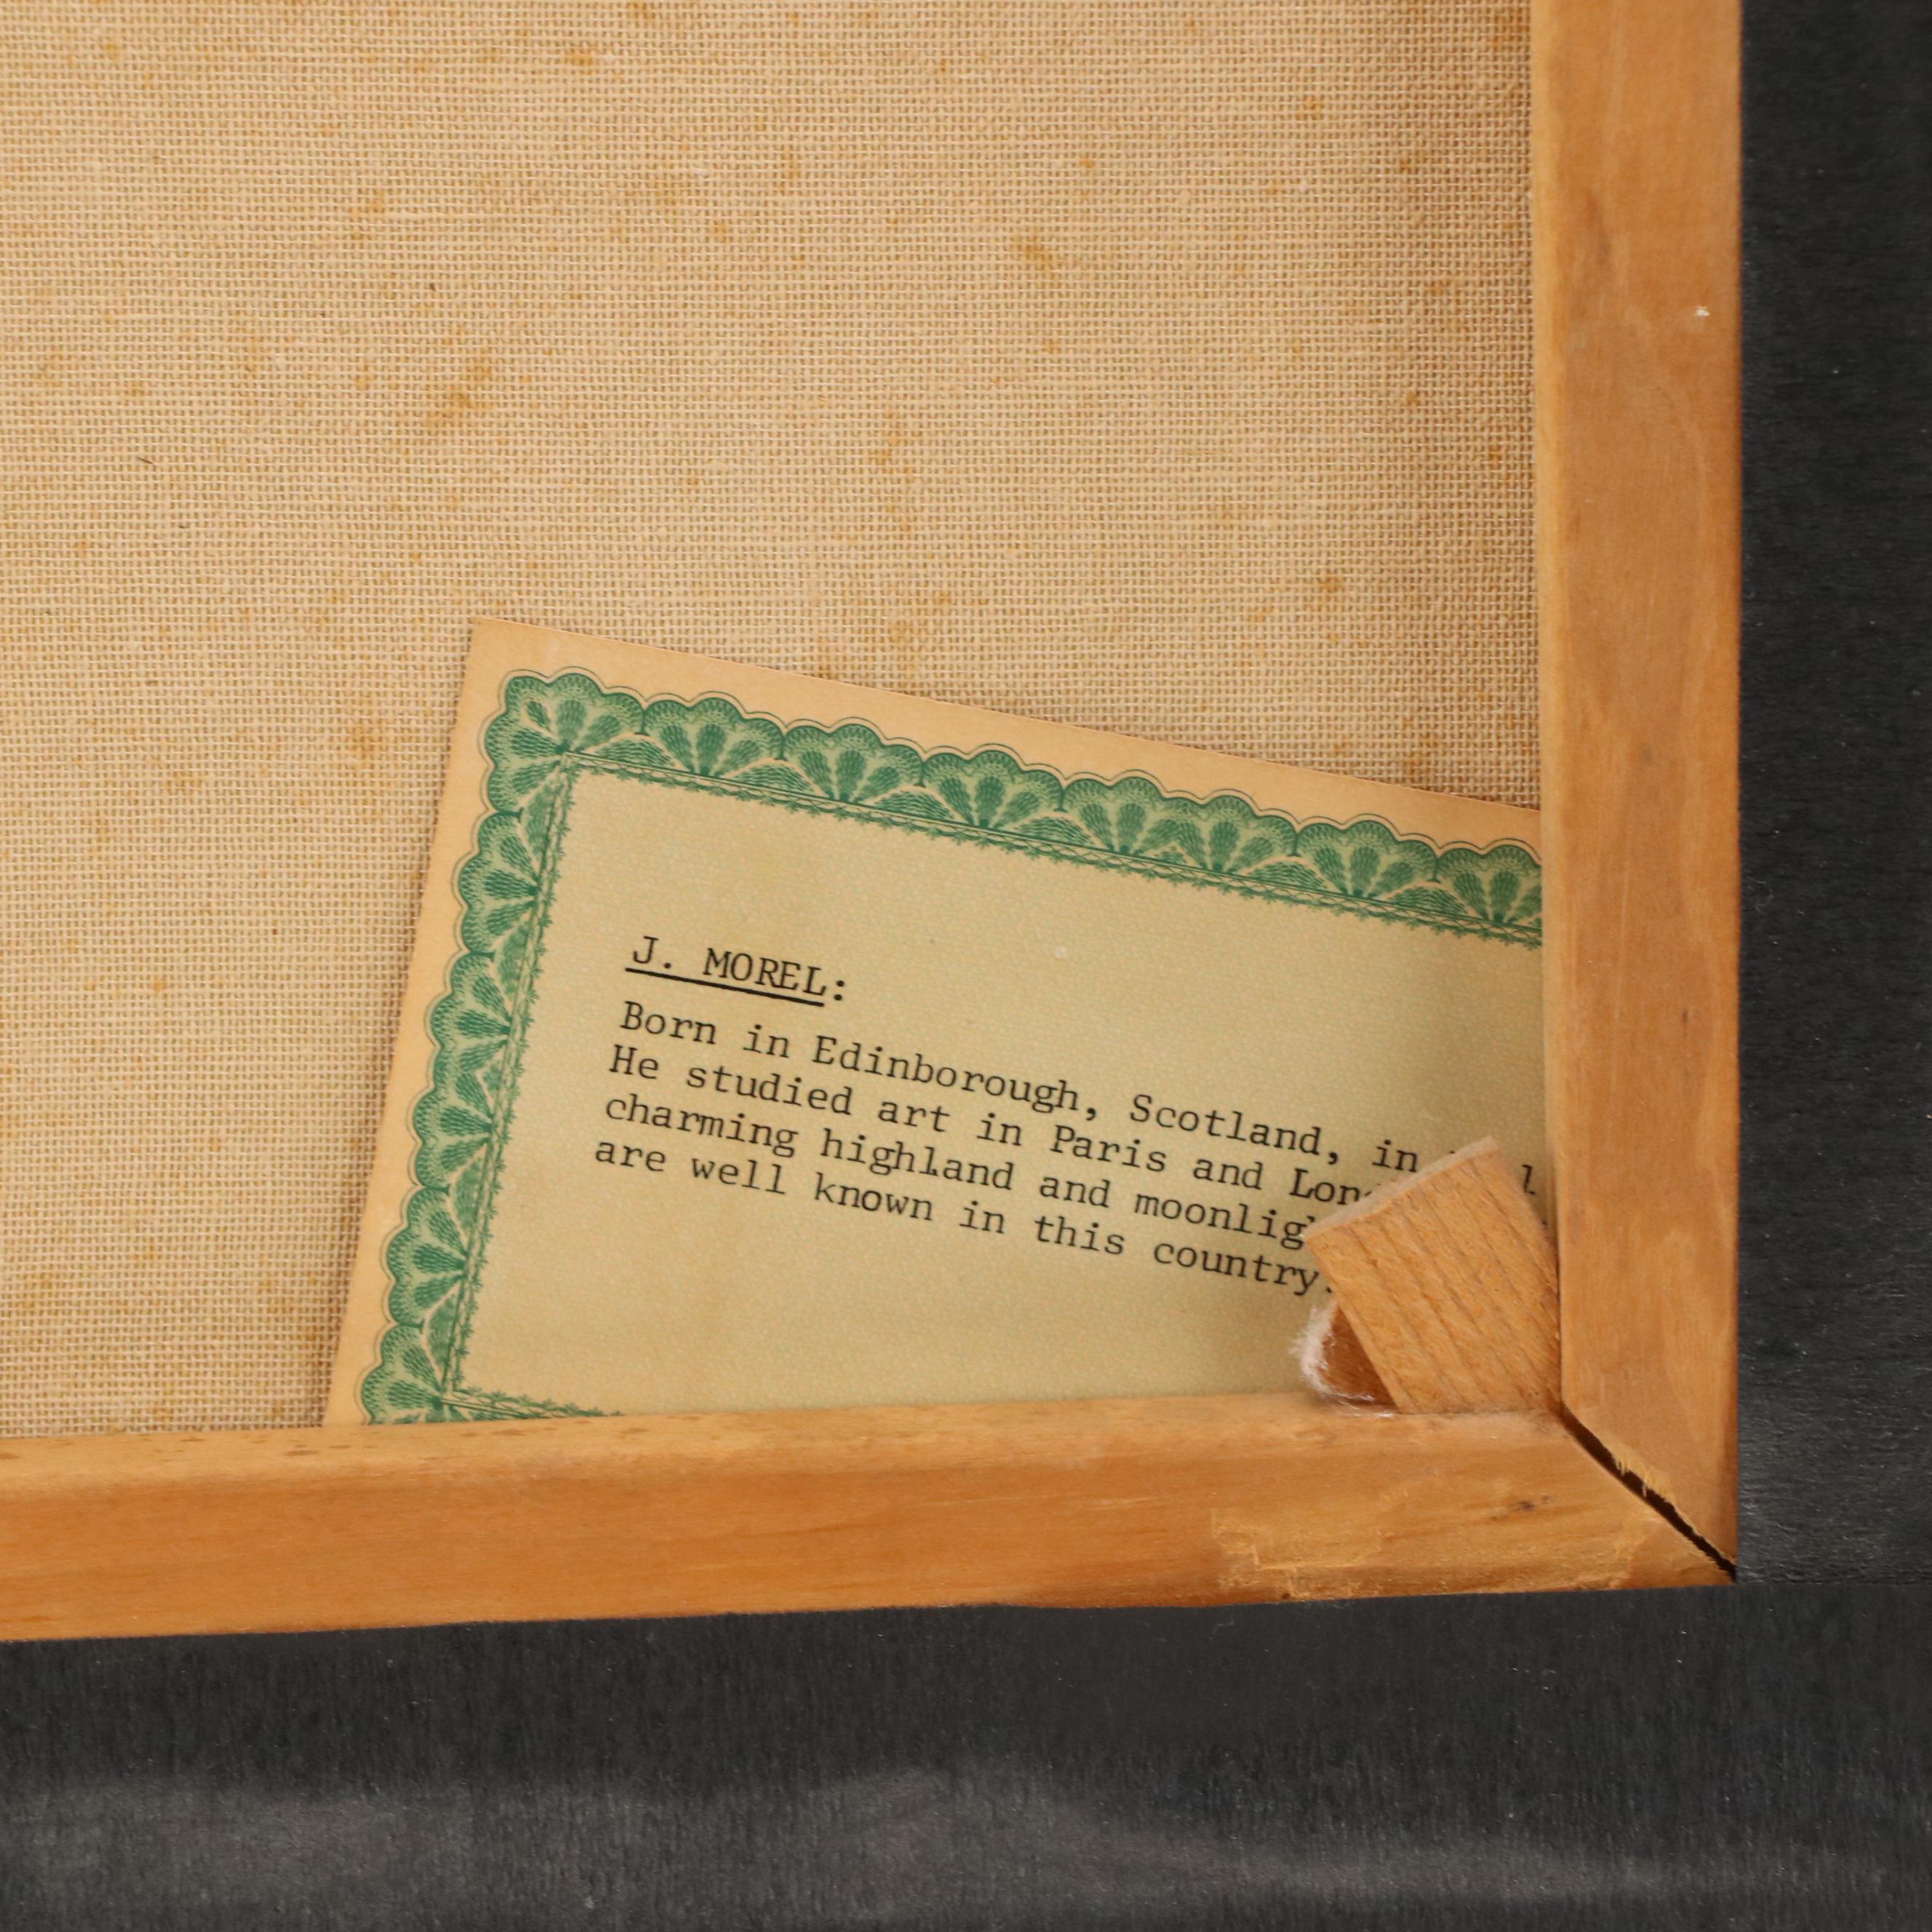 J. MOREL:
Born in Edinborough, Scotland, in
He studied art in Paris and
charming highland and
are well known in this country.